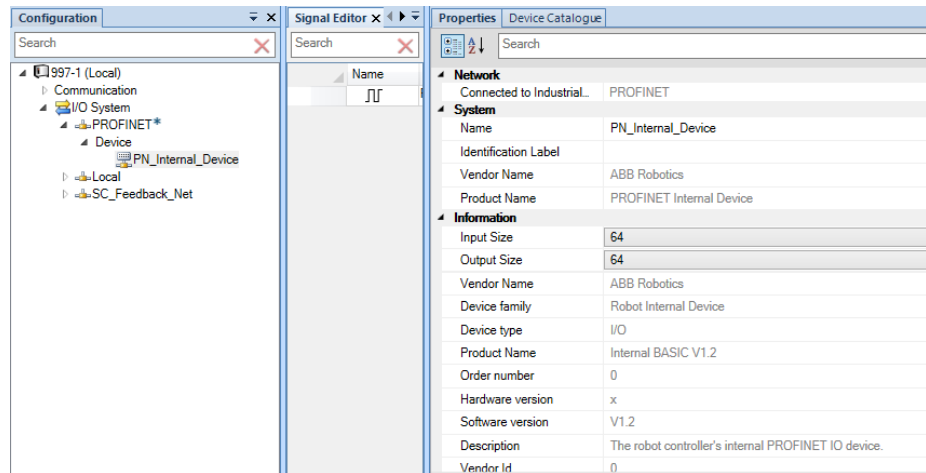 Configuration
Search
997-1 (Local)
Communication
I/O System
PROFINET*
Device
PN_Internal_Device
Local
SC_Feedback_Net
Signal Editor
Search
Name
Properties Device Catalogue
Search
Network
Connected to Industrial... PROFINET
System
Name PN_Internal_Device
Identification Label
Vendor Name ABB Robotics
Product Name PROFINET Internal Device
Information
Input Size 64
Output Size 64
Vendor Name ABB Robotics
Device family Robot Internal Device
Device type I/O
Product Name Internal BASIC V1.2
Order number 0
Hardware version x
Software version V1.2
Description The robot controller's internal PROFINET IO device.
Vendor Id 0